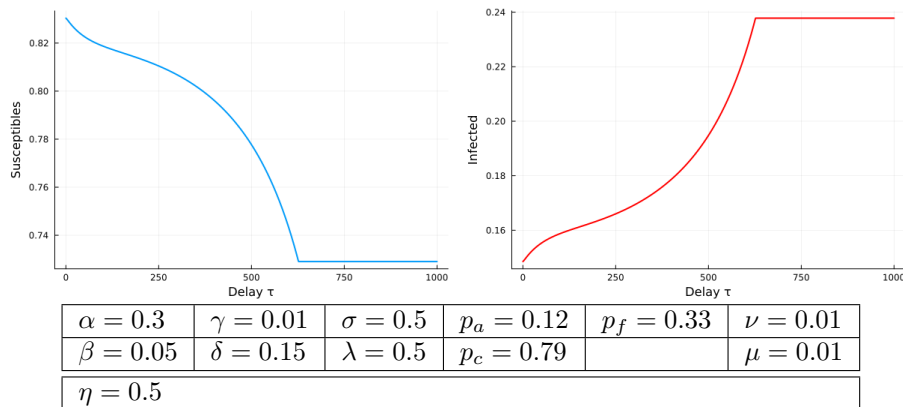 0.82
0.80
0.78
0.76
0.74
Susceptibles
0 250 500 750 1000
Delay τ
0.24
0.22
0.20
0.18
0.16
Infected
0 250 500 750 1000
Delay τ
α = 0.3 γ = 0.01 σ = 0.5 p_a = 0.12 p_f = 0.33 ν = 0.01
β = 0.05 δ = 0.15 λ = 0.5 p_c = 0.79 μ = 0.01
η = 0.5